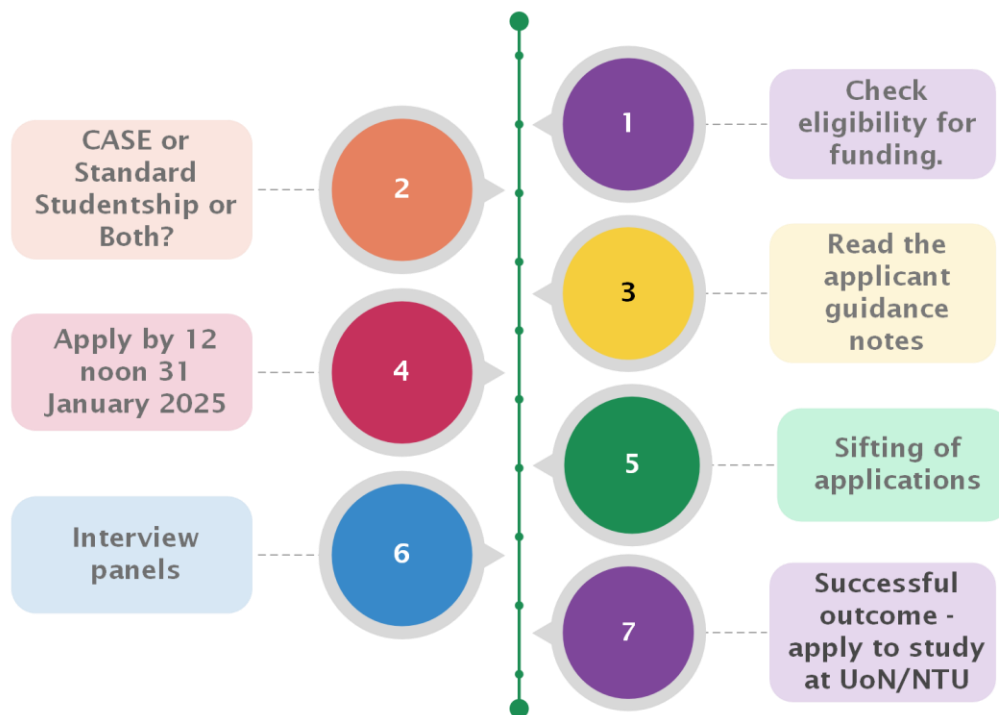 1
Check
eligibility for
funding.
2
CASE or
Standard
Studentship or
Both?
3
Read the
applicant
guidance
notes
4
Apply by 12
noon 31
January 2025
5
Sifting of
applications
6
Interview
panels
7
Successful
outcome -
apply to study
at UoN/NTU